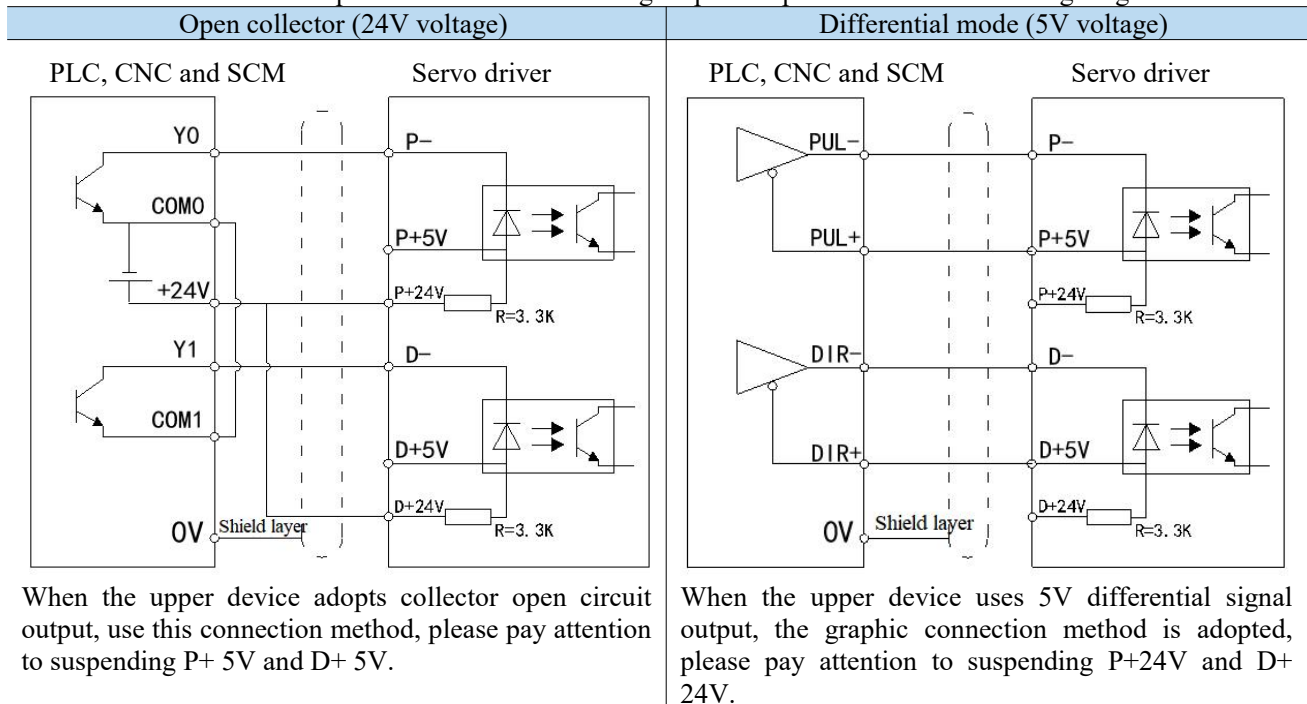 Open collector (24V voltage)
Differential mode (5V voltage)
PLC, CNC and SCM
Servo driver
Y0
P-
COM0
P+5V
+24V
P+24V
R=3.3K
Y1
D-
COM1
D+5V
D+24V
R=3.3K
0V
Shield layer
When the upper device adopts collector open circuit
output, use this connection method, please pay attention
to suspending P+ 5V and D+ 5V.
PLC, CNC and SCM
Servo driver
PUL-
P-
PUL+
P+5V
P+24V
R=3.3K
DIR-
D-
DIR+
D+5V
D+24V
R=3.3K
0V
Shield layer
When the upper device uses 5V differential signal
output, the graphic connection method is adopted,
please pay attention to suspending P+24V and D+
24V.